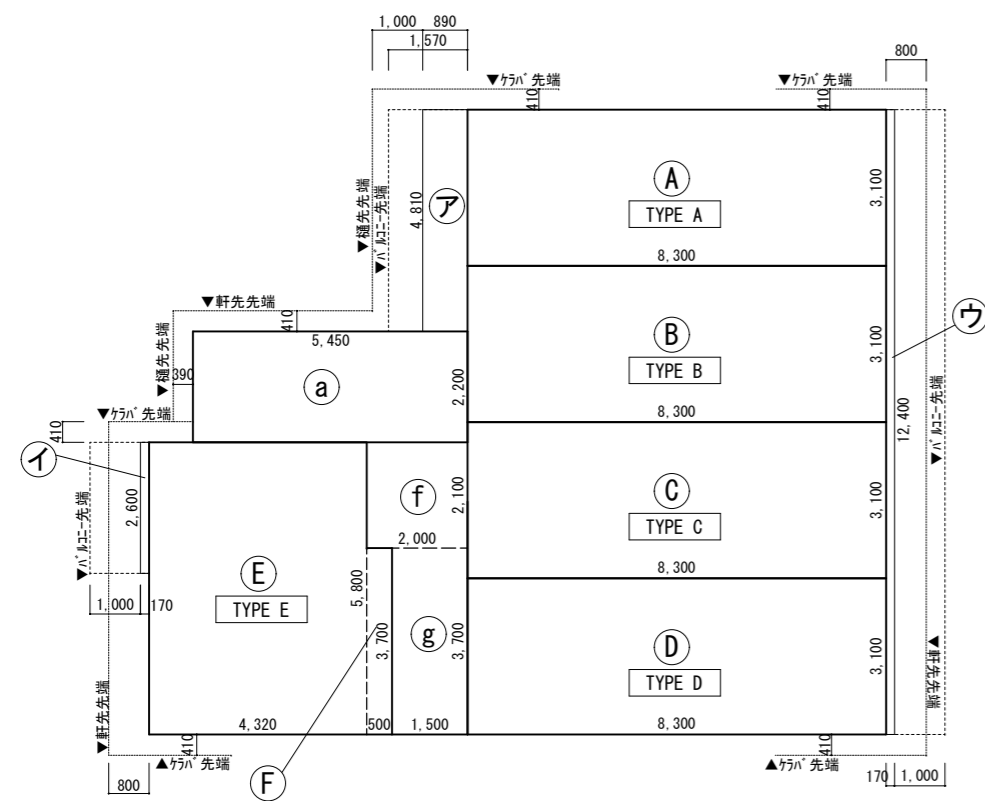 1,000 890
1,570
800
▼ケラバ先端
▼ケラバ先端
410
410
▼樋先先端
▼バルコニー先端
4,810
ア
A
TYPE A
3,100
8,300
▼軒先先端
410
5,450
▼樋先先端
390
a
2,200
B
TYPE B
3,100
8,300
ウ
12,400
▼バルコニー先端
▼ケラバ先端
410
イ
2,600
▼バルコニー先端
1,000 170
f
2,100
2,000
C
TYPE C
3,100
8,300
E
TYPE E
5,800
3,700
g
3,700
D
TYPE D
3,100
8,300
▼軒先先端
▼軒先先端
4,320 500 1,500
410
▲ケラバ先端
410
▲ケラバ先端
170 1,000
800
F